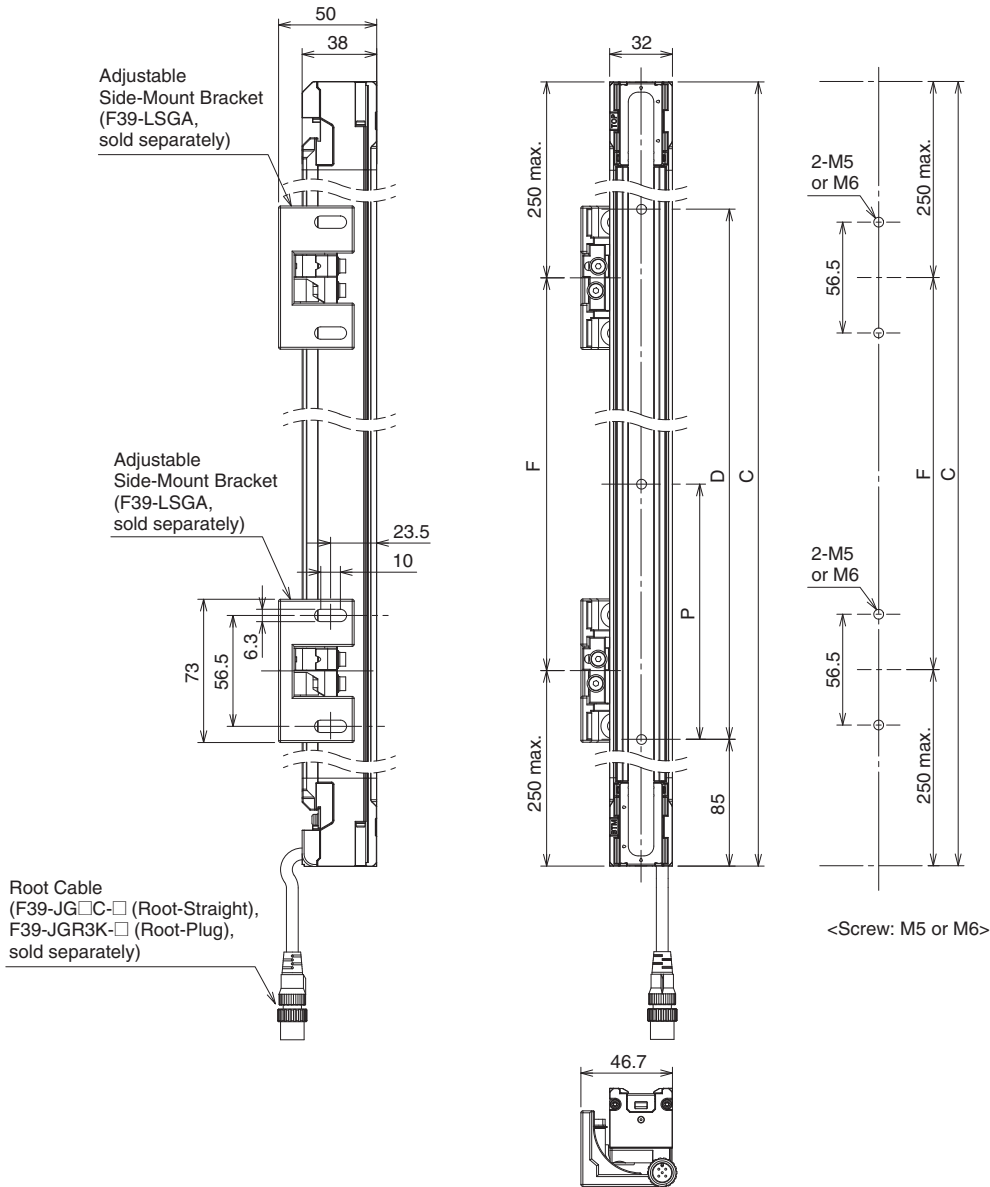 50
38
32
Adjustable
Side-Mount Bracket
(F39-LSGA,
sold separately)
TOP
250 max.
250 max.
2-M5
or M6
56.5
F
D
C
F
C
Adjustable
Side-Mount Bracket
(F39-LSGA,
sold separately)
23.5
10
P
2-M5
or M6
6.3
56.5
73
56.5
250 max.
85
250 max.
BTM
Root Cable
(F39-JG□C-□ (Root-Straight),
F39-JGR3K-□ (Root-Plug),
sold separately)
<Screw: M5 or M6>
46.7